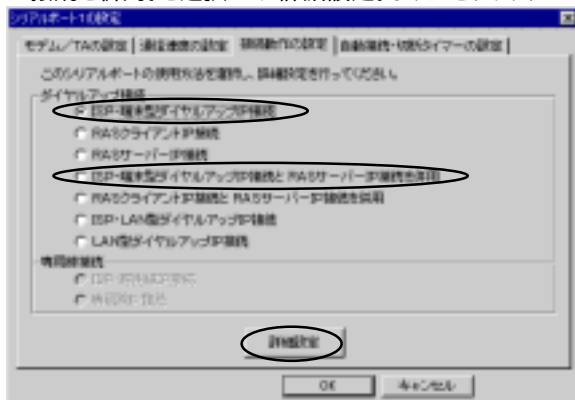 シリアルポート1の設定
モデム/TAの設定 通信速度の設定 接続動作の設定 自動接続・切断タイマーの設定
このシリアルポートの使用方法を選択し、詳細設定を行ってください。
ダイヤルアップ接続
ISP・端末型ダイヤルアップIP接続
RASクライアントIP接続
RASサーバーIP接続
ISP・端末型ダイヤルアップIP接続と RASサーバーIP接続を併用
RASクライアントIP接続と RASサーバーIP接続を併用
ISP・LAN型ダイヤルアップIP接続
LAN型ダイヤルアップIP接続
専用線接続
詳細設定
OK キャンセル